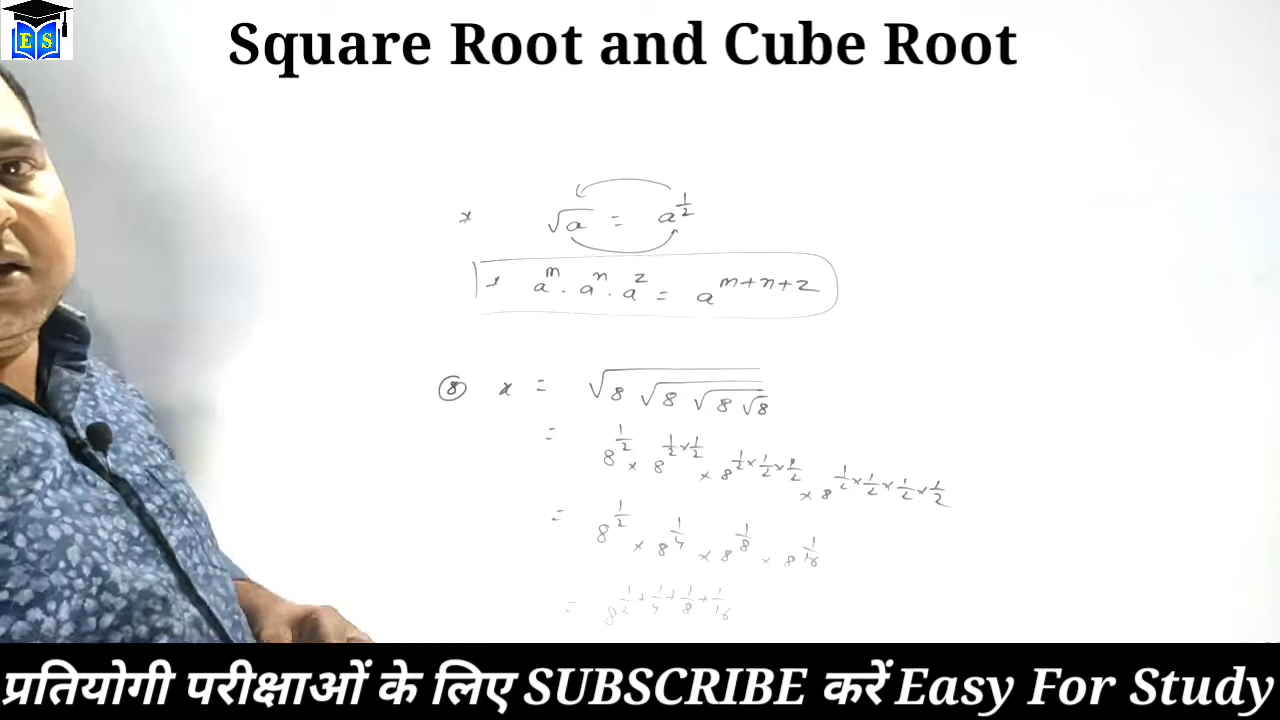 E S
Square Root and Cube Root
* √a = a^(1/2)
* a^m · a^n · a^2 = a^(m+n+2)
⑧ x = √(8√(8√(8√8)))
= 8^(1/2) × 8^(1/2×1/2) × 8^(1/2×1/2×1/2) × 8^(1/2×1/2×1/2×1/2)
= 8^(1/2) × 8^(1/4) × 8^(1/8) × 8^(1/16)
= 8^(1/2+1/4+1/8+1/16)
प्रतियोगी परीक्षाओं के लिए SUBSCRIBE करें Easy For Study